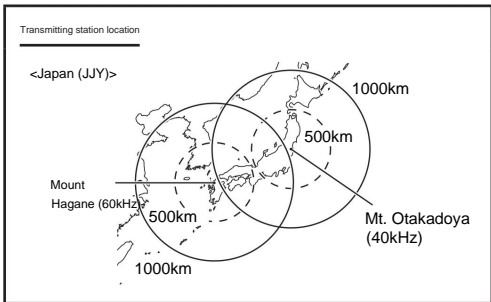 Transmitting station location
<Japan (JJY)>
1000km
500km
Mount
Hagane (60kHz)
500km
Mt. Otakadoya
(40kHz)
1000km